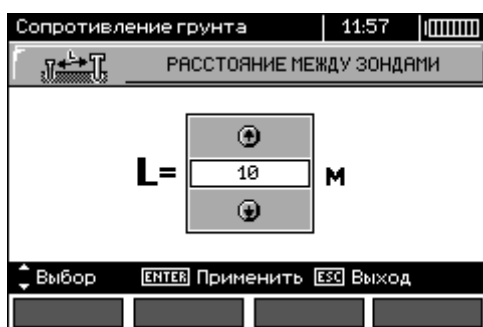 Сопротивление грунта 11:57
L
РАССТОЯНИЕ МЕЖДУ ЗОНДАМИ
L= 10 м
Выбор ENTER Применить ESC Выход